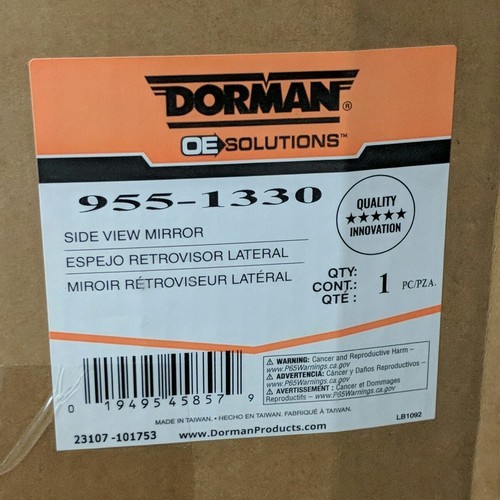 DORMAN®
OE SOLUTIONS™
955-1330
QUALITY
★★★★★
INNOVATION
SIDE VIEW MIRROR
ESPEJO RETROVISOR LATERAL
MIROIR RÉTROVISEUR LATÉRAL
QTY:
CONT.: 1 PC/PZA.
QTÉ :
⚠ WARNING: Cancer and Reproductive Harm –
www.P65Warnings.ca.gov
⚠ ADVERTENCIA: Cáncer y Daños Reproductivos –
www.P65Warnings.ca.gov
⚠ AVERTISSEMENT : Cancer et Dommages
Reproductifs – www.P65Warnings.ca.gov
0 19495 45857 9
MADE IN TAIWAN. • HECHO EN TAIWAN. FABRIQUÉ À TAIWAN.
LB1092
23107 -101753
www.DormanProducts.com